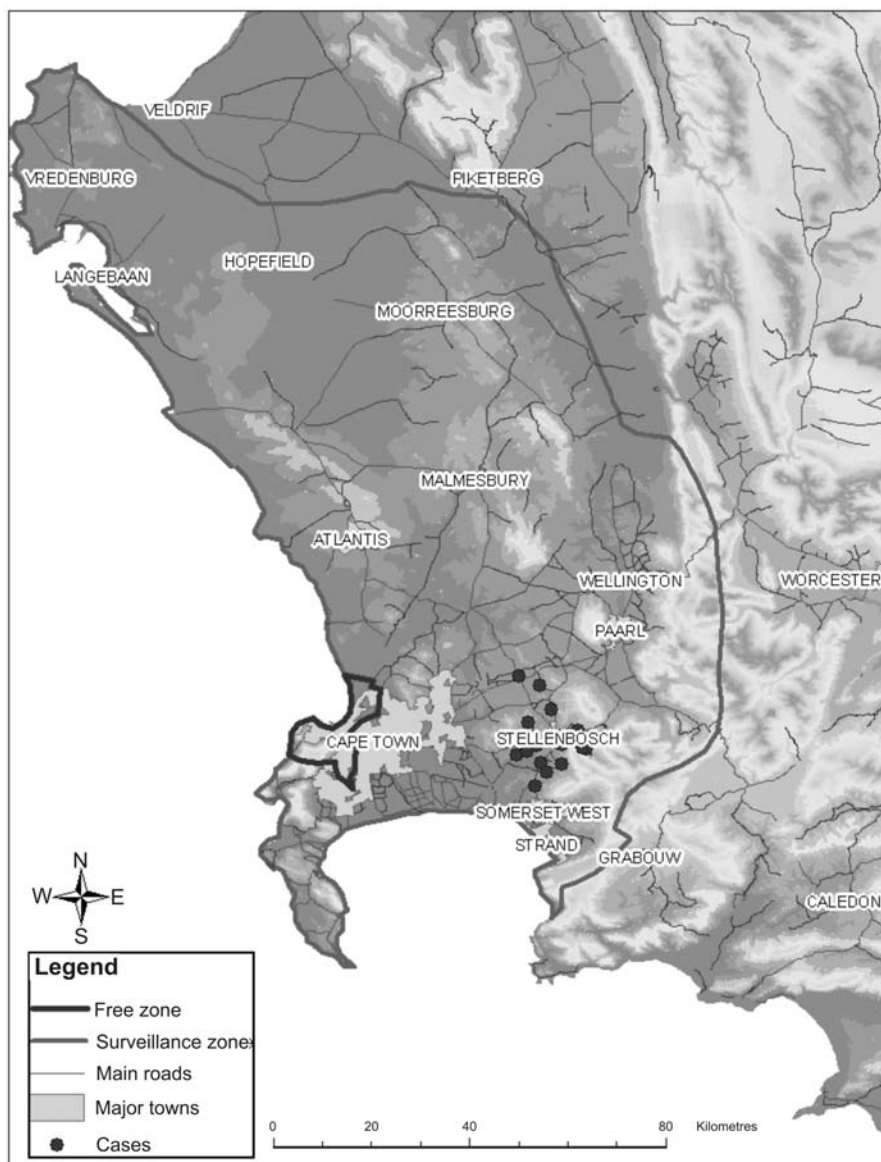 VELDRIF
VREDENBURG
PIKETBERG
HOPEFIELD
LANGEBAAN
MOORREESBURG
MALMESBURY
ATLANTIS
WELLINGTON
WORCESTER
PAARL
CAPE TOWN
STELLENBOSCH
SOMERSET WEST
STRAND
GRABOUW
CALEDON
N
W E
S
Legend
Free zone
Surveillance zone
Main roads
Major towns
Cases
0 20 40 80 Kilometres